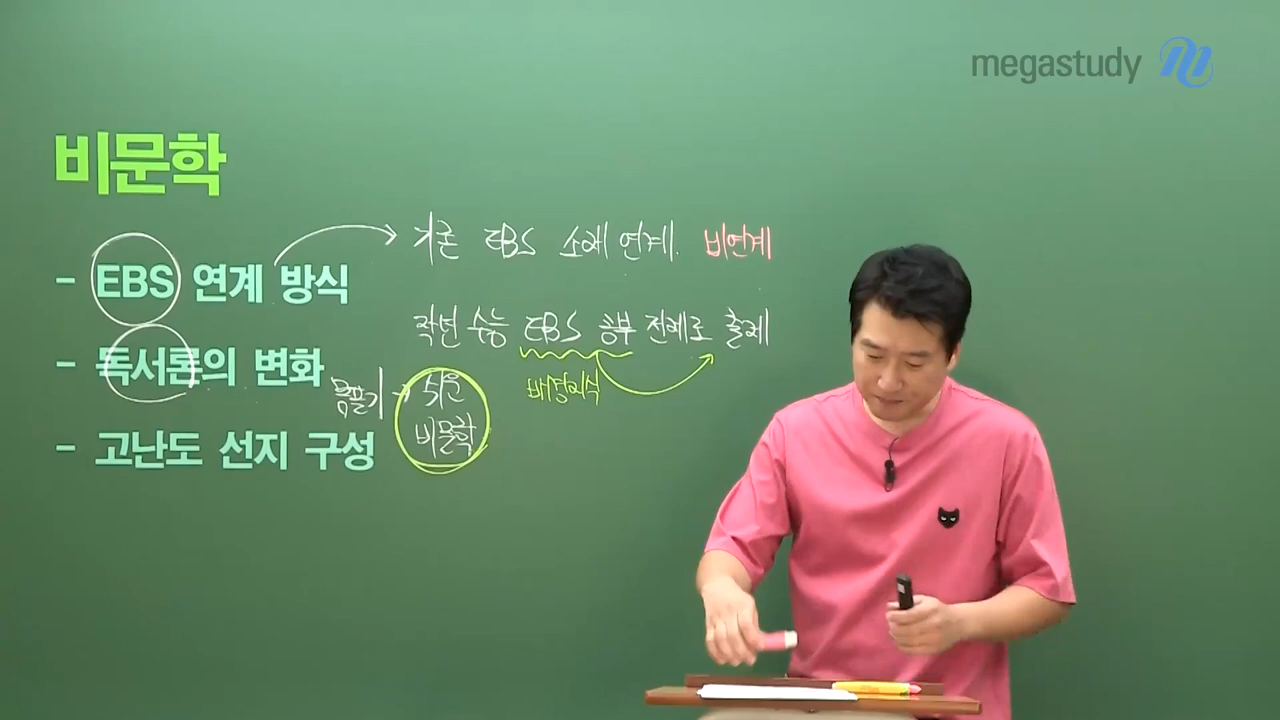 megastudy
비문학
- EBS 연계 방식
기존 EBS 소재 연계. 비연계
작년 수능 EBS 공부 전제로 출제
배경지식
- 독서론의 변화
몸풀기 → 쉬운
비문학
- 고난도 선지 구성